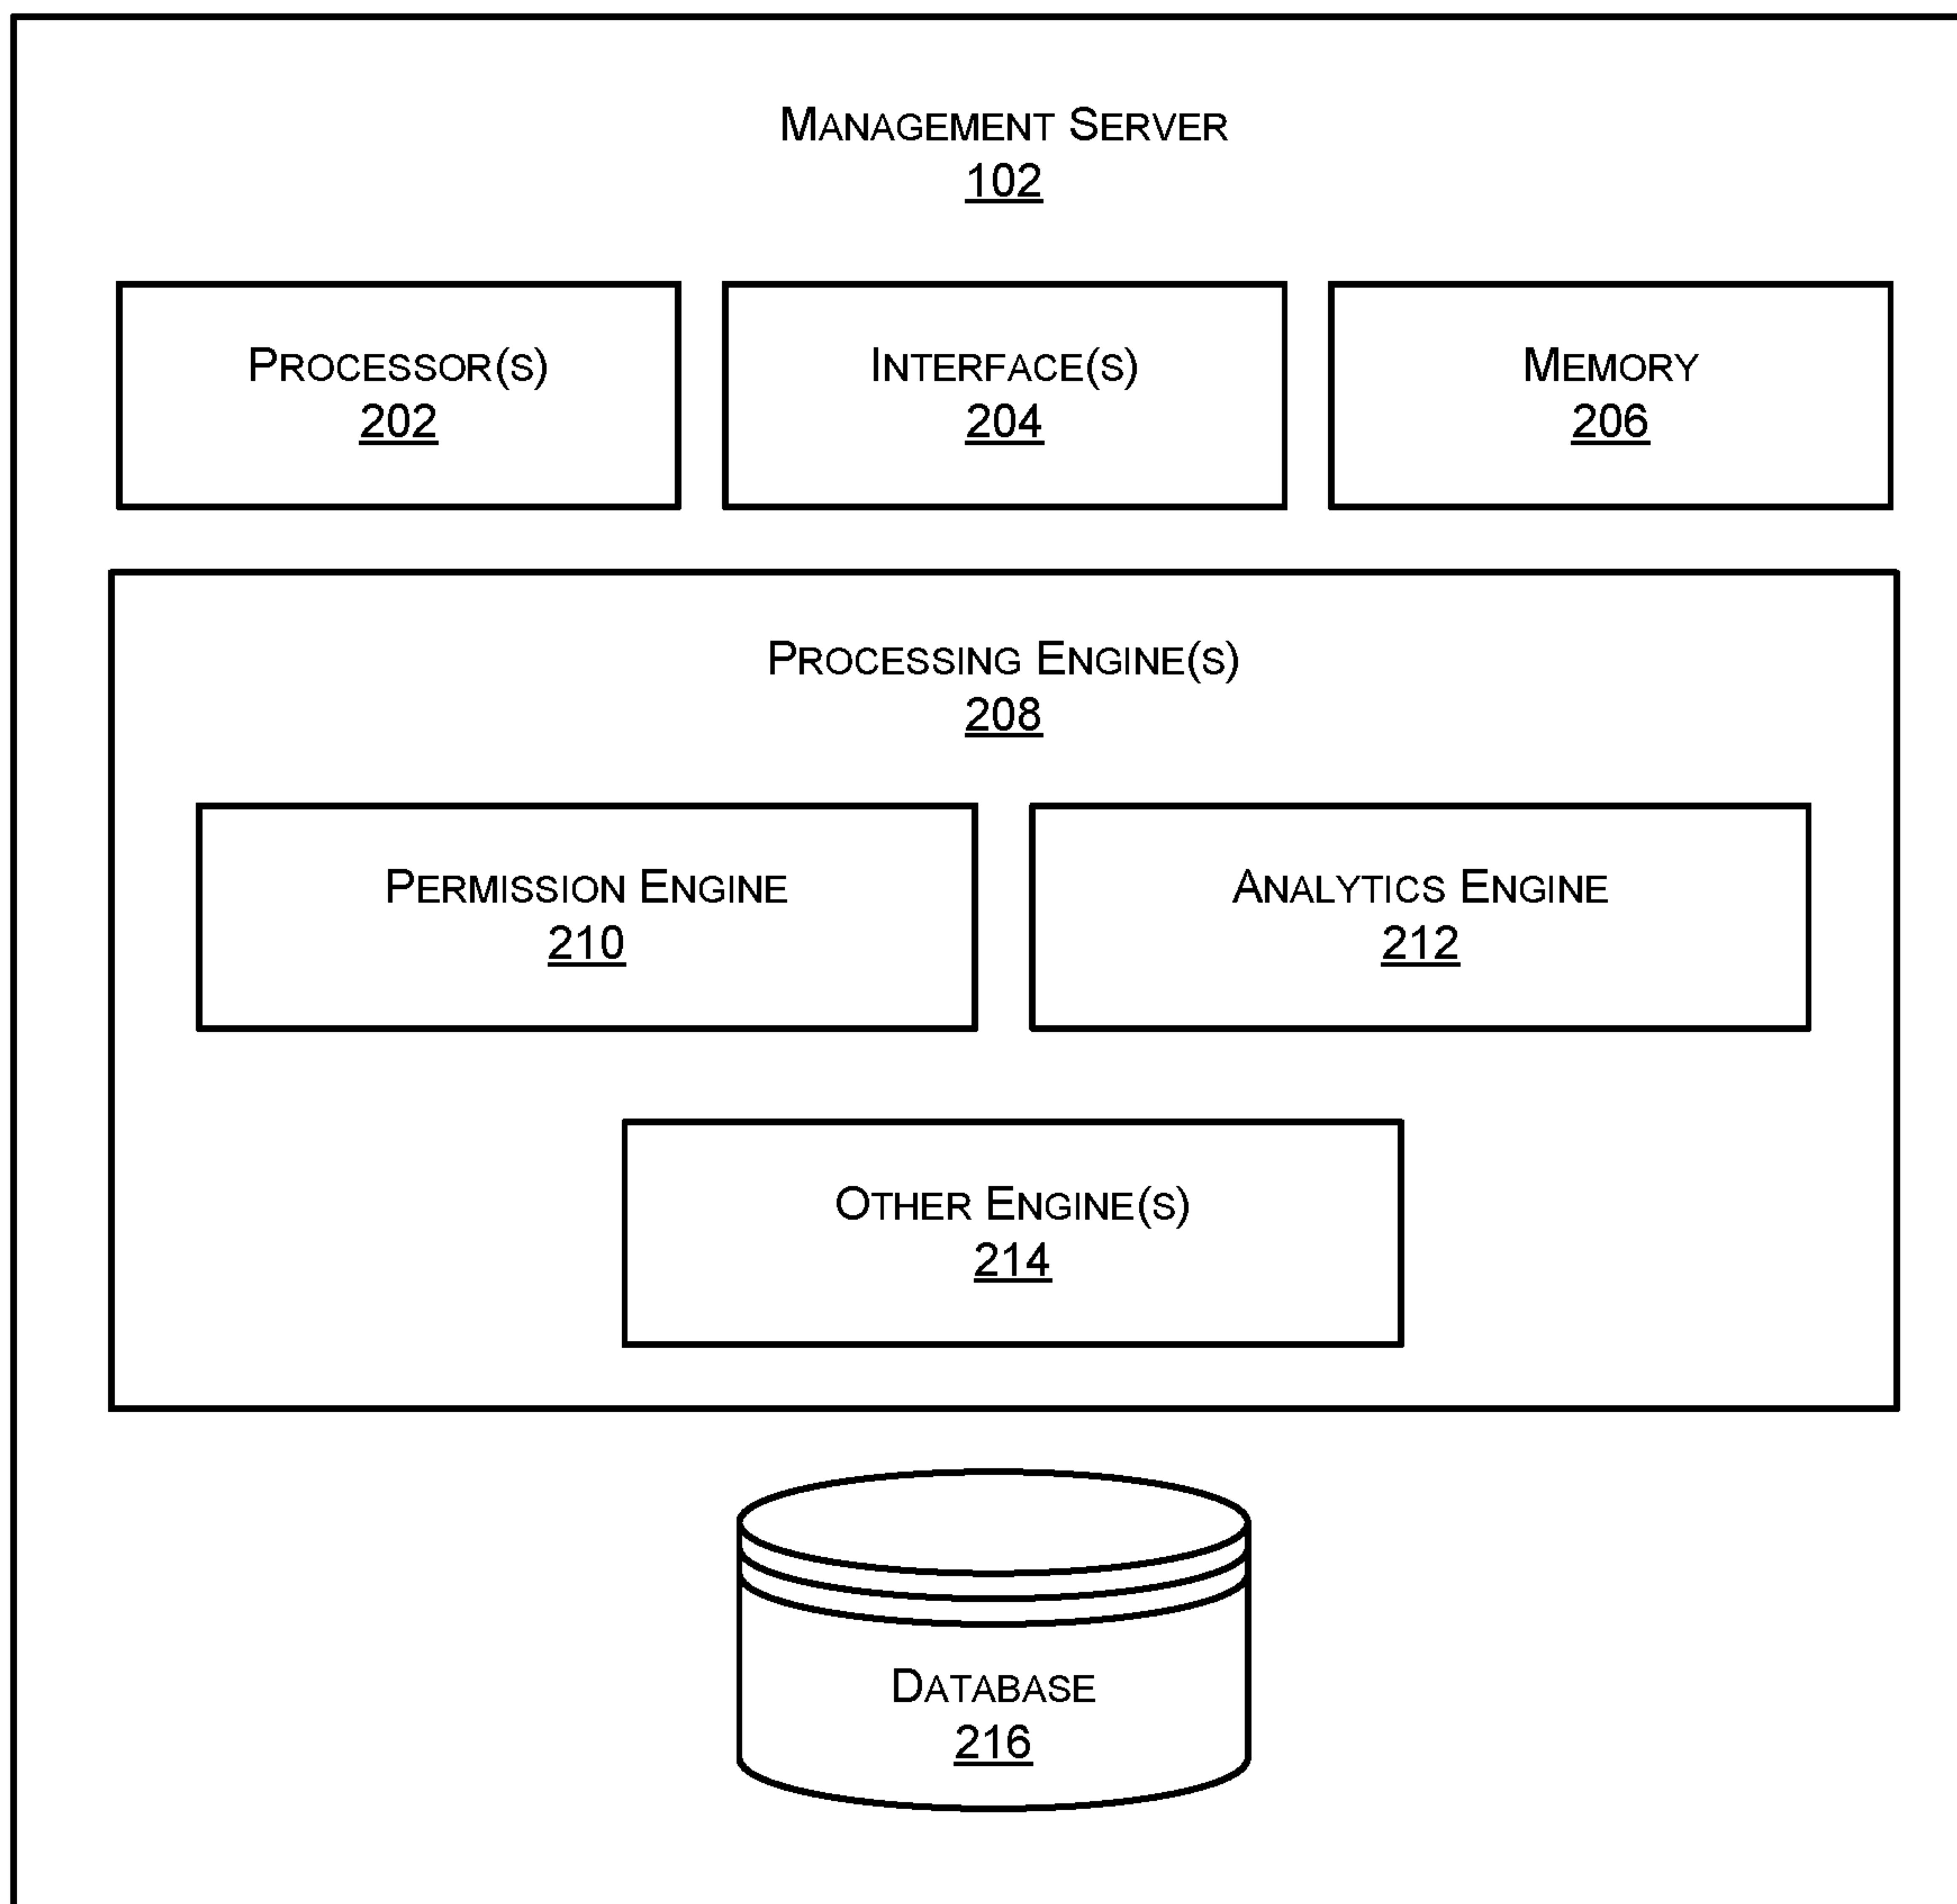 MANAGEMENT SERVER
102
PROCESSOR(S)
202
INTERFACE(S)
204
MEMORY
206
PROCESSING ENGINE(S)
208
PERMISSION ENGINE
210
ANALYTICS ENGINE
212
OTHER ENGINE(S)
214
DATABASE
216